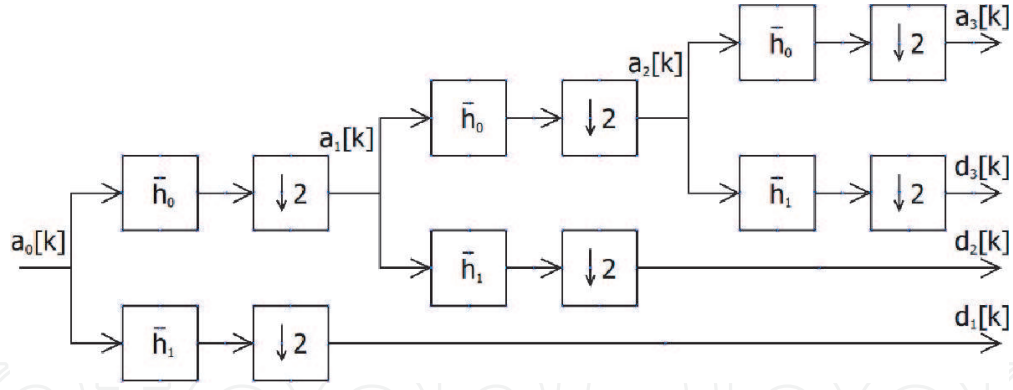 a₃[k]
h̄₀
↓ 2
a₂[k]
h̄₀
↓ 2
a₁[k]
d₃[k]
h̄₀
↓ 2
h̄₁
↓ 2
a₀[k]
d₂[k]
h̄₁
↓ 2
d₁[k]
h̄₁
↓ 2